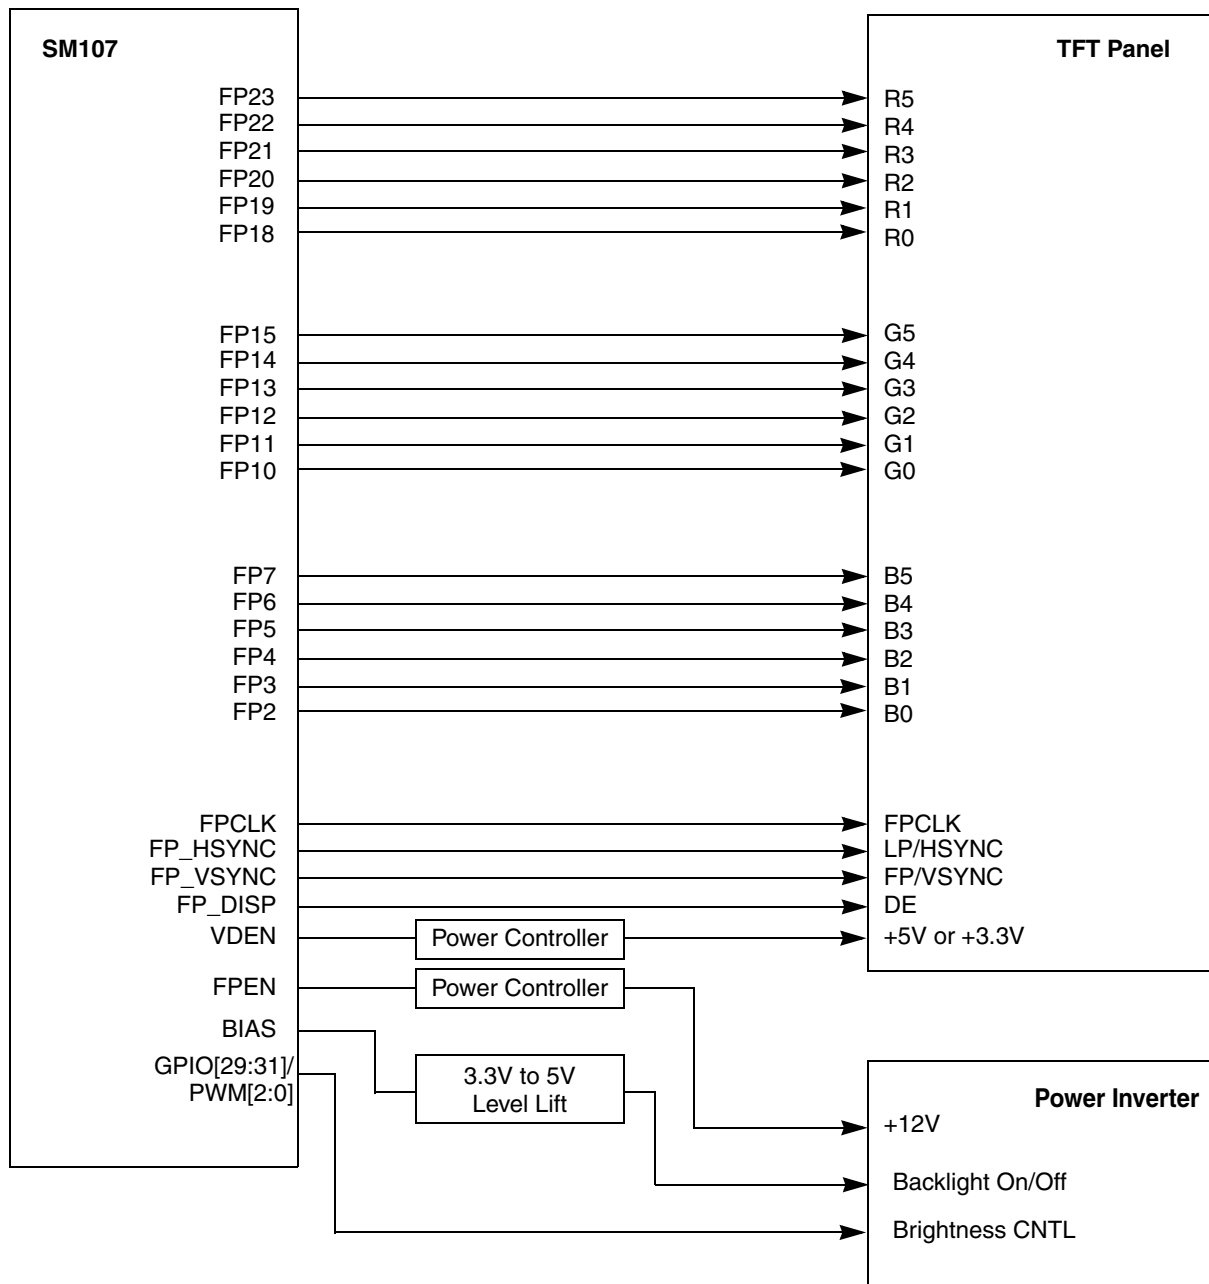 SM107
TFT Panel
FP23
R5
FP22
R4
FP21
R3
FP20
R2
FP19
R1
FP18
R0
FP15
G5
FP14
G4
FP13
G3
FP12
G2
FP11
G1
FP10
G0
FP7
B5
FP6
B4
FP5
B3
FP4
B2
FP3
B1
FP2
B0
FPCLK
FPCLK
FP_HSYNC
LP/HSYNC
FP_VSYNC
FP/VSYNC
FP_DISP
DE
VDEN
Power Controller
+5V or +3.3V
FPEN
Power Controller
BIAS
GPIO[29:31]/
PWM[2:0]
3.3V to 5V
Level Lift
Power Inverter
+12V
Backlight On/Off
Brightness CNTL